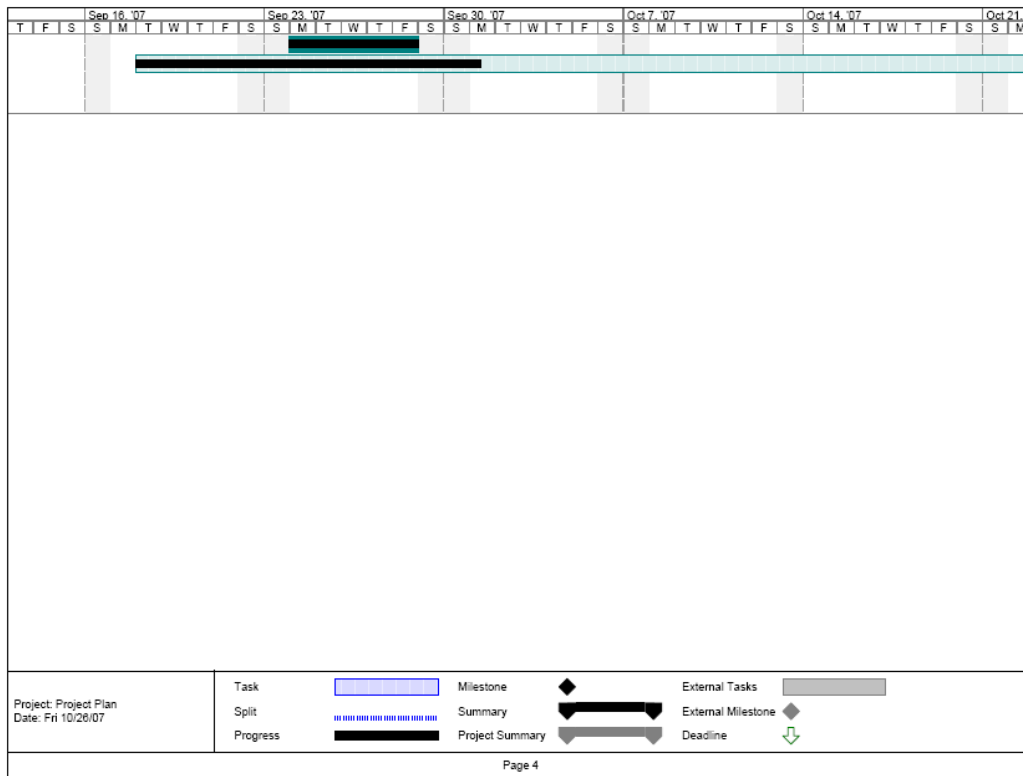 Sep 16, '07 Sep 23, '07 Sep 30, '07 Oct 7, '07 Oct 14, '07 Oct 21,
T F S S M T W T F S S M T W T F S S M T W T F S S M T W T F S S M T W T F S S M
Project: Project Plan
Date: Fri 10/26/07
Task Milestone External Tasks
Split Summary External Milestone
Progress Project Summary Deadline
Page 4